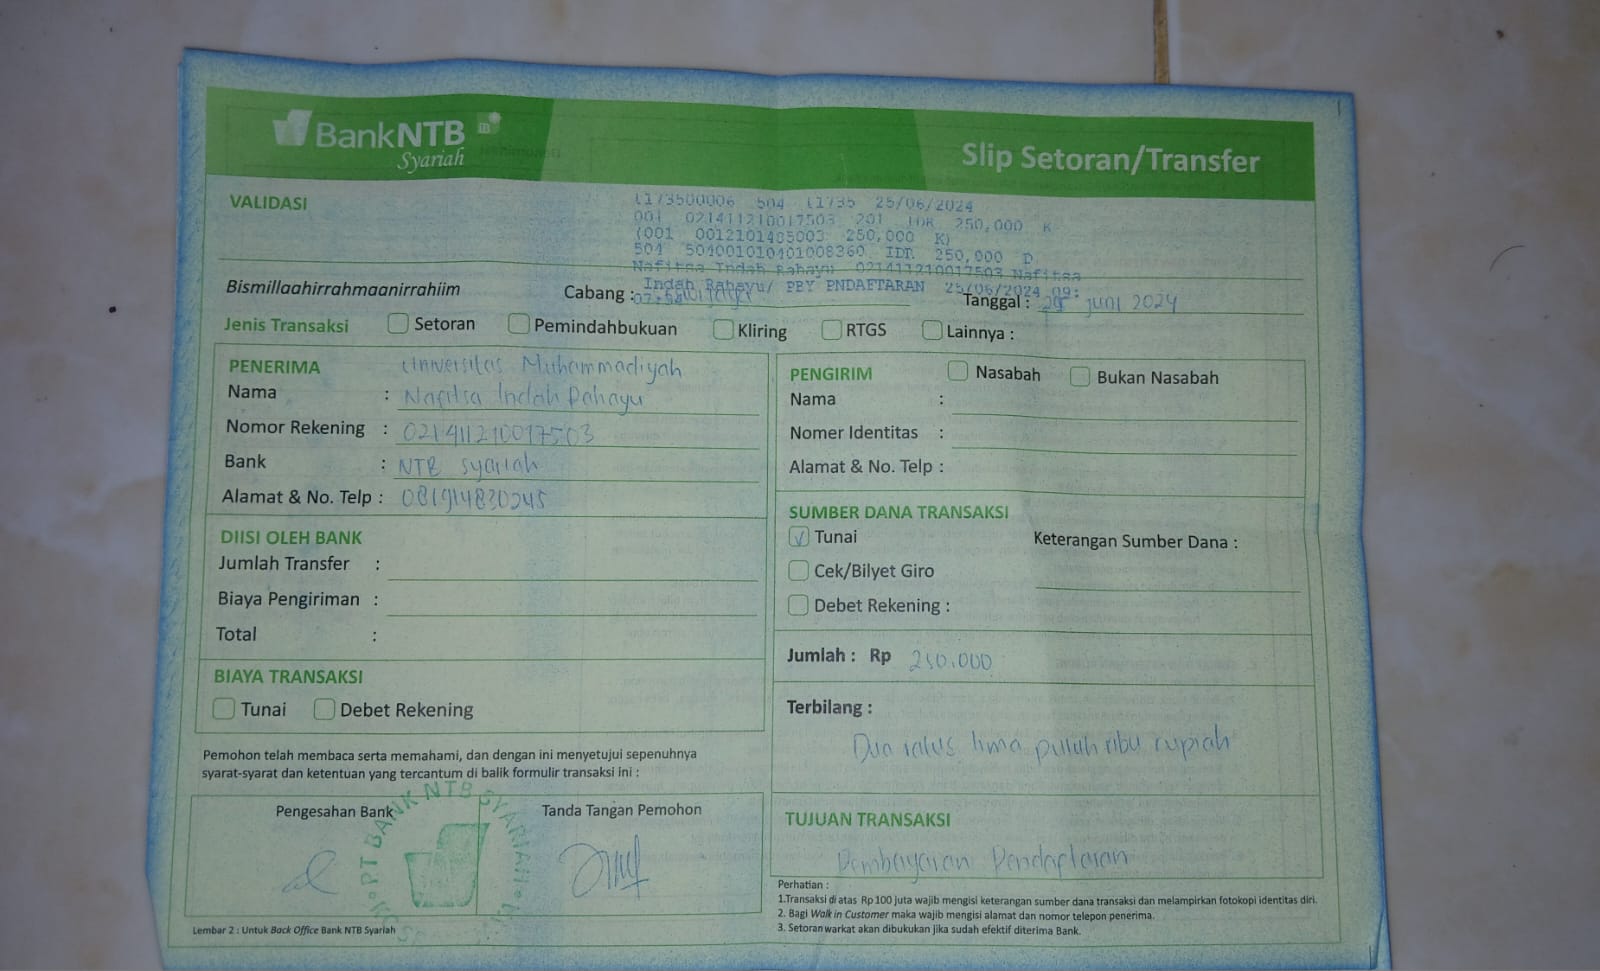 BankNTB
Syariah
Slip Setoran/Transfer
VALIDASI
504 11735 25/06/2024
001 021411210017503 201 IDR 250,000 K
(001 0012101485003 250,000 K)
504 504001010401008360 IDR 250,000 D
Nafitsa Indah Rahayu 021411210017503 Nafitsa
Indah Rahayu/ PBY PNDAFTARAN 25/06/2024 09:
Bismillaahirrahmaanirrahiim
Cabang :
Tanggal : 25 Juni 2024
Jenis Transaksi Setoran Pemindahbukuan Kliring RTGS Lainnya :
PENERIMA Universitas Muhammadiyah
Nama : Nafitsa Indah Rahayu
Nomor Rekening : 021411210017503
Bank : NTB Syariah
Alamat & No. Telp : 081914830245
DIISI OLEH BANK
Jumlah Transfer :
Biaya Pengiriman :
Total :
BIAYA TRANSAKSI
Tunai Debet Rekening
Pemohon telah membaca serta memahami, dan dengan ini menyetujui sepenuhnya
syarat-syarat dan ketentuan yang tercantum di balik formulir transaksi ini :
Pengesahan Bank
Tanda Tangan Pemohon
PT BANK NTB SYARIAH
Lembar 2 : Untuk Back Office Bank NTB Syariah
PENGIRIM Nasabah Bukan Nasabah
Nama :
Nomer Identitas :
Alamat & No. Telp :
SUMBER DANA TRANSAKSI
Tunai
Keterangan Sumber Dana :
Cek/Bilyet Giro
Debet Rekening :
Jumlah : Rp 250.000
Terbilang :
Dua ratus lima puluh ribu rupiah
TUJUAN TRANSAKSI
Pembayaran Pendaftaran
Perhatian :
1.Transaksi di atas Rp 100 juta wajib mengisi keterangan sumber dana transaksi dan melampirkan fotokopi identitas diri.
2. Bagi Walk in Customer maka wajib mengisi alamat dan nomor telepon penerima.
3. Setoran warkat akan dibukukan jika sudah efektif diterima Bank.